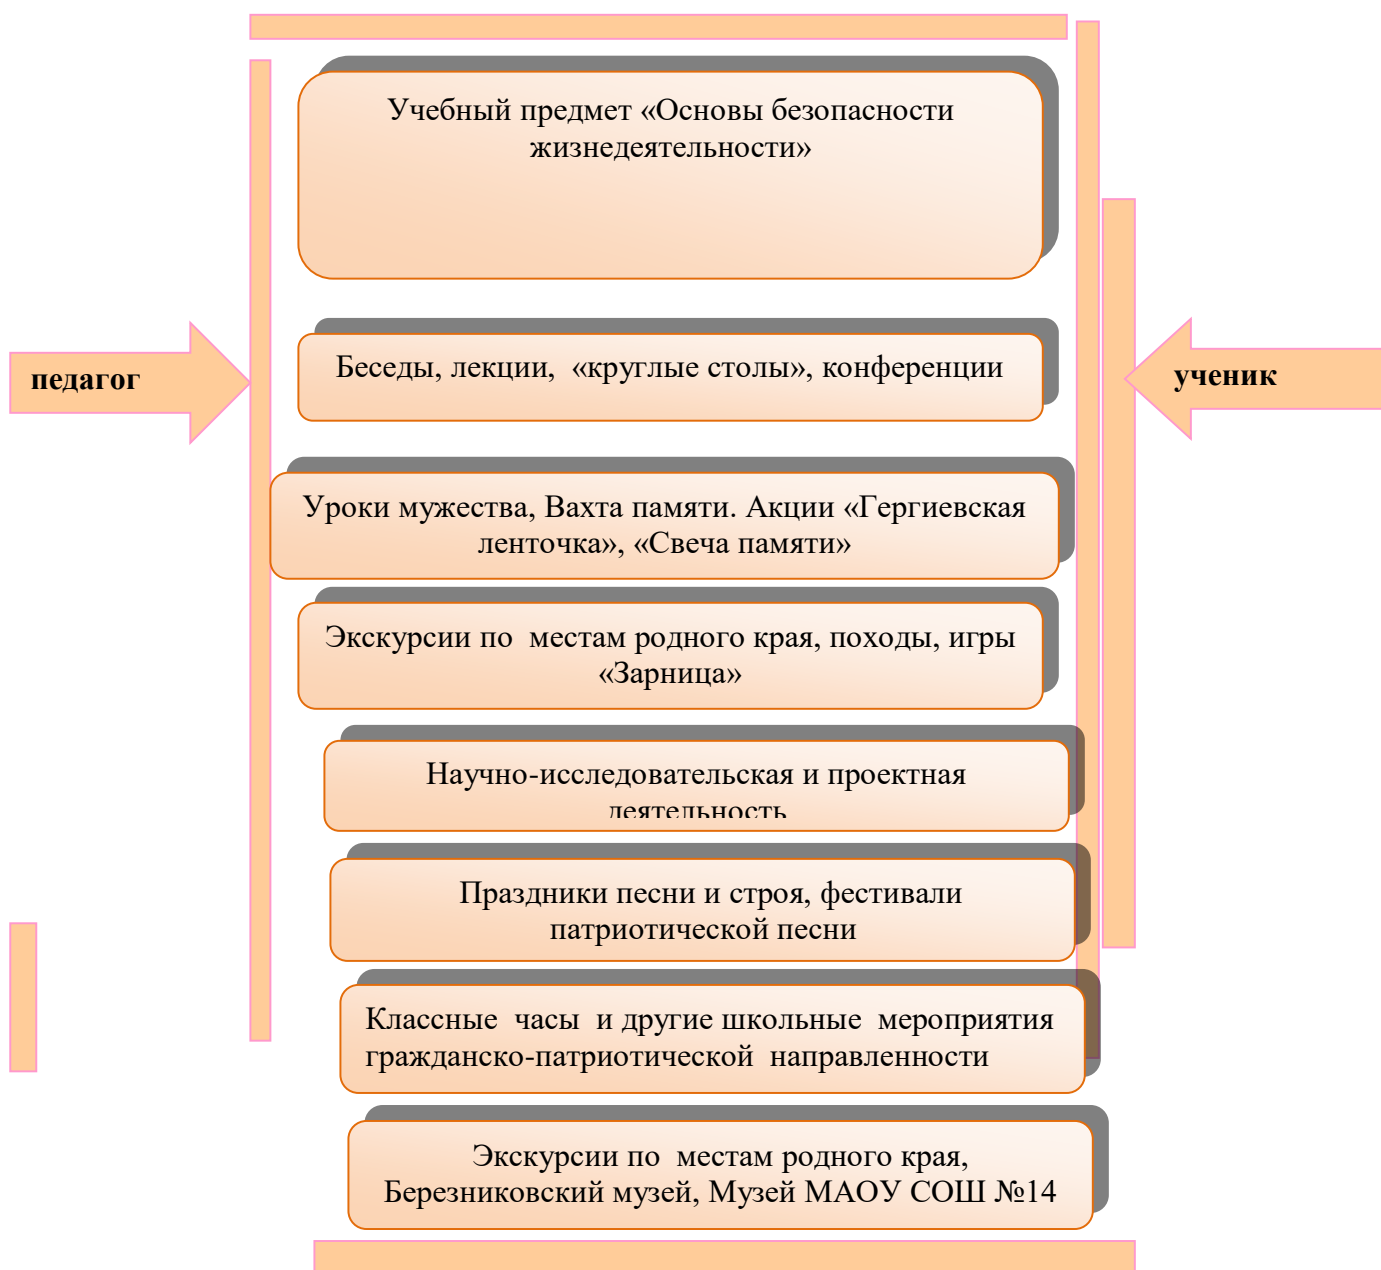 Учебный предмет «Основы безопасности
жизнедеятельности»
Беседы, лекции, «круглые столы», конференции
педагог
ученик
Уроки мужества, Вахта памяти. Акции «Гергиевская
ленточка», «Свеча памяти»
Экскурсии по местам родного края, походы, игры
«Зарница»
Научно-исследовательская и проектная
деятельность
Праздники песни и строя, фестивали
патриотической песни
Классные часы и другие школьные мероприятия
гражданско-патриотической направленности
Экскурсии по местам родного края,
Березниковский музей, Музей МАОУ СОШ №14